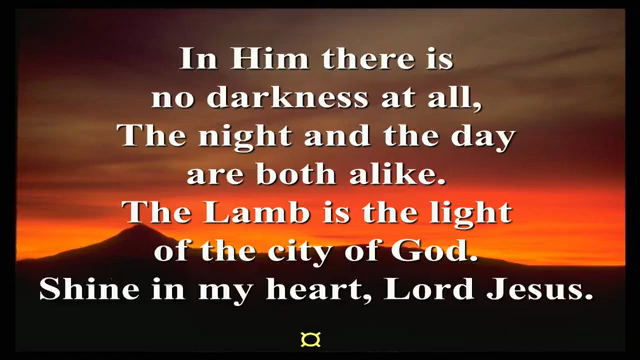 In Him there is
no darkness at all,
The night and the day
are both alike.
The Lamb is the light
of the city of God.
Shine in my heart, Lord Jesus.
¤